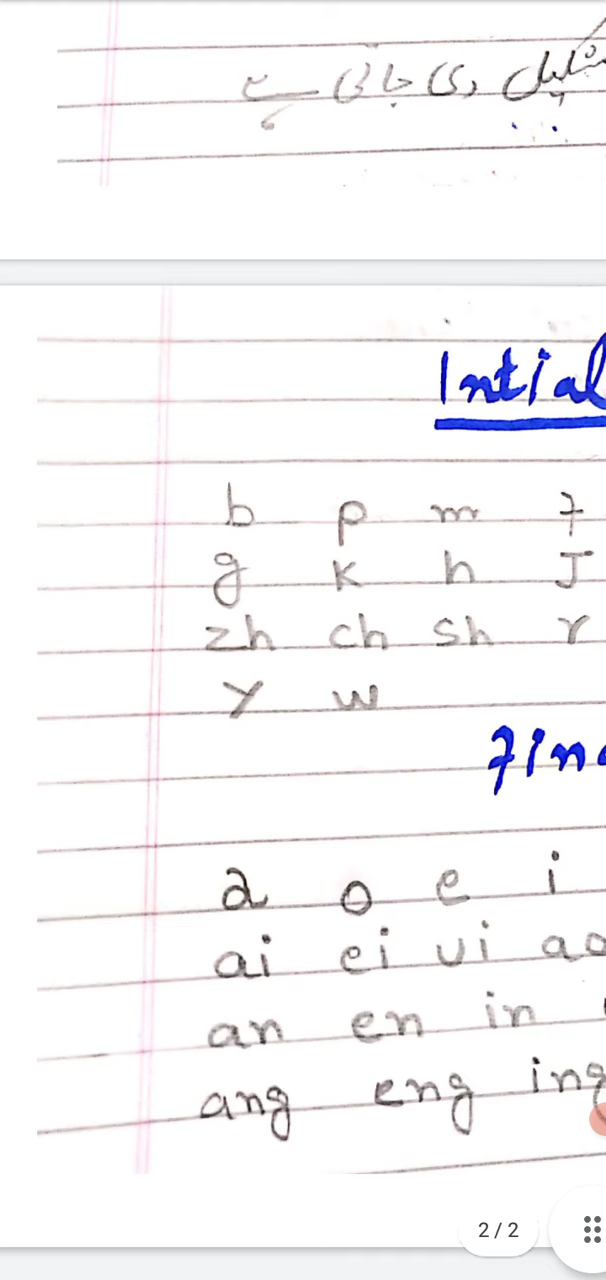 دی جاتی ہے
Intial
b p m f
g k h J
zh ch sh r
y w
Fin
a o e i
ai ei ui ao
an en in
ang eng ing
2/2